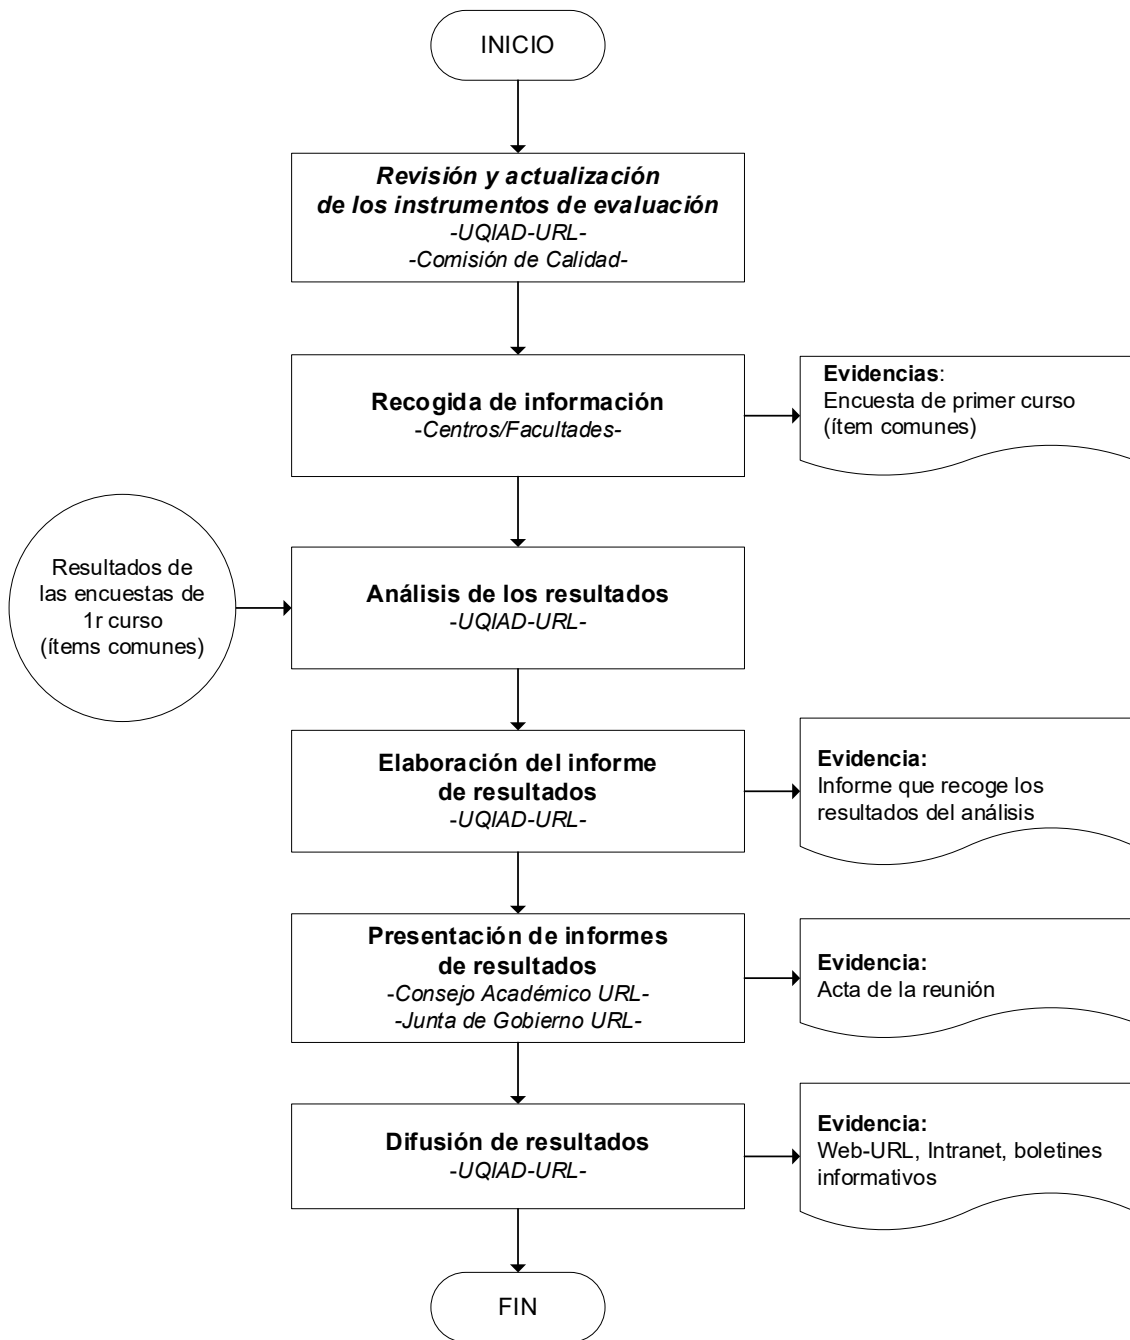 INICIO
Revisión y actualización
de los instrumentos de evaluación
-UQIAD-URL-
-Comisión de Calidad-
Recogida de información
-Centros/Facultades-
Evidencias:
Encuesta de primer curso
(ítem comunes)
Resultados de
las encuestas de
1r curso
(ítems comunes)
Análisis de los resultados
-UQIAD-URL-
Elaboración del informe
de resultados
-UQIAD-URL-
Evidencia:
Informe que recoge los
resultados del análisis
Presentación de informes
de resultados
-Consejo Académico URL-
-Junta de Gobierno URL-
Evidencia:
Acta de la reunión
Difusión de resultados
-UQIAD-URL-
Evidencia:
Web-URL, Intranet, boletines
informativos
FIN